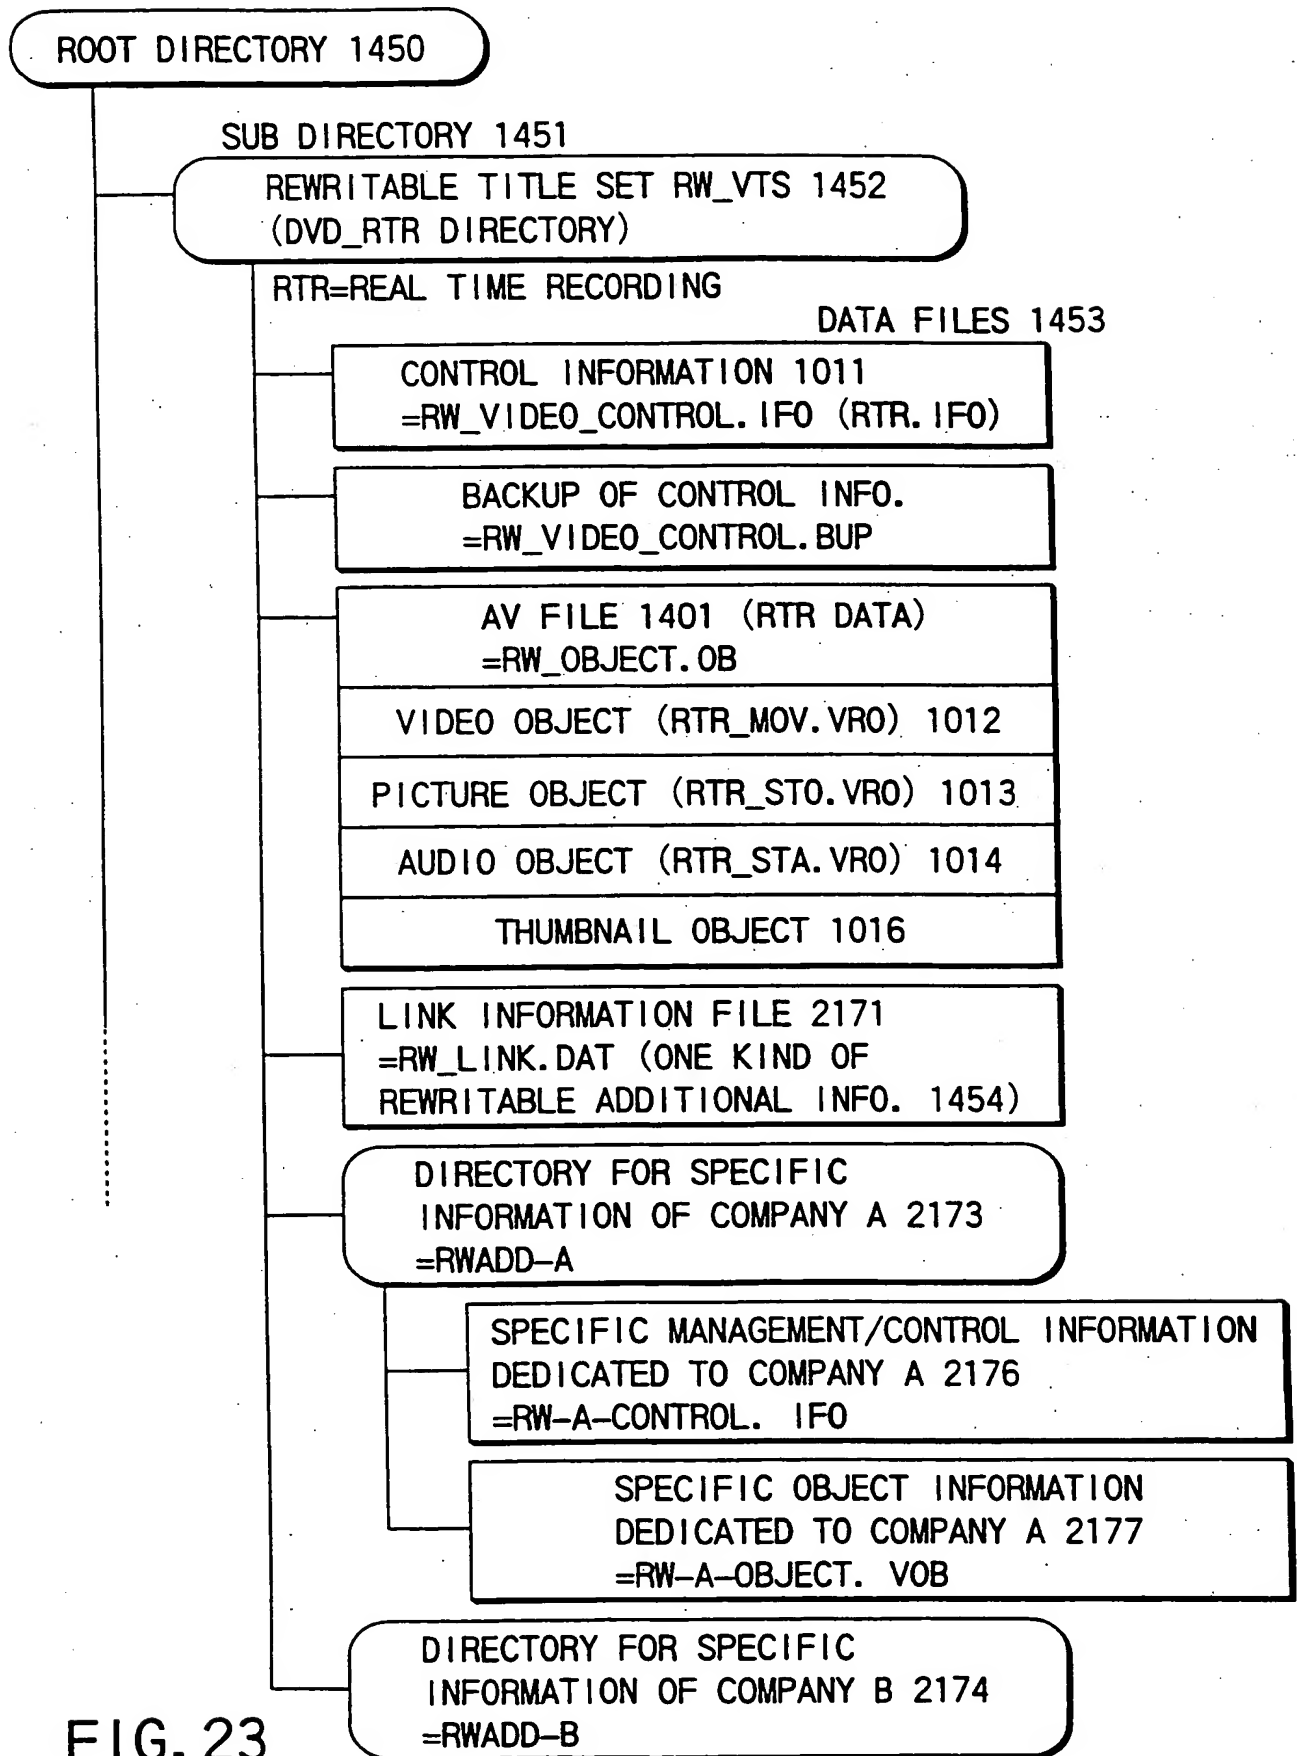 ROOT DIRECTORY 1450
SUB DIRECTORY 1451
REWRITABLE TITLE SET RW_VTS 1452
(DVD_RTR DIRECTORY)
RTR=REAL TIME RECORDING
DATA FILES 1453
CONTROL INFORMATION 1011
=RW_VIDEO_CONTROL. IFO (RTR. IFO)
BACKUP OF CONTROL INFO.
=RW_VIDEO_CONTROL. BUP
AV FILE 1401 (RTR DATA)
=RW_OBJECT. OB
VIDEO OBJECT (RTR_MOV. VRO) 1012
PICTURE OBJECT (RTR_STO. VRO) 1013
AUDIO OBJECT (RTR_STA. VRO) 1014
THUMBNAIL OBJECT 1016
LINK INFORMATION FILE 2171
=RW_LINK. DAT (ONE KIND OF
REWRITABLE ADDITIONAL INFO. 1454)
DIRECTORY FOR SPECIFIC
INFORMATION OF COMPANY A 2173
=RWADD-A
SPECIFIC MANAGEMENT/CONTROL INFORMATION
DEDICATED TO COMPANY A 2176
=RW-A-CONTROL. IFO
SPECIFIC OBJECT INFORMATION
DEDICATED TO COMPANY A 2177
=RW-A-OBJECT. VOB
DIRECTORY FOR SPECIFIC
INFORMATION OF COMPANY B 2174
=RWADD-B
FIG. 23